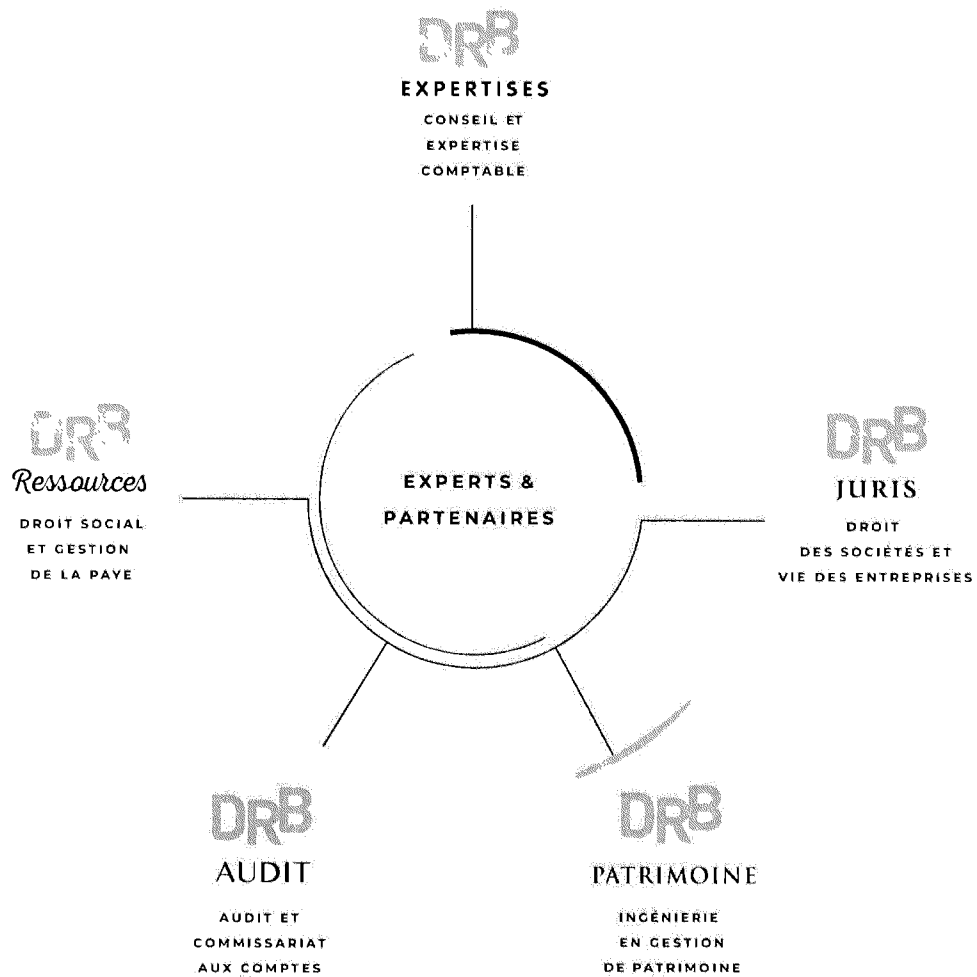 DRB
EXPERTISES
CONSEIL ET
EXPERTISE
COMPTABLE
DRB
Ressources
DROIT SOCIAL
ET GESTION
DE LA PAYE
EXPERTS &
PARTENAIRES
DRB
JURIS
DROIT
DES SOCIÉTÉS ET
VIE DES ENTREPRISES
DRB
AUDIT
AUDIT ET
COMMISSARIAT
AUX COMPTES
DRB
PATRIMOINE
INGÉNIERIE
EN GESTION
DE PATRIMOINE